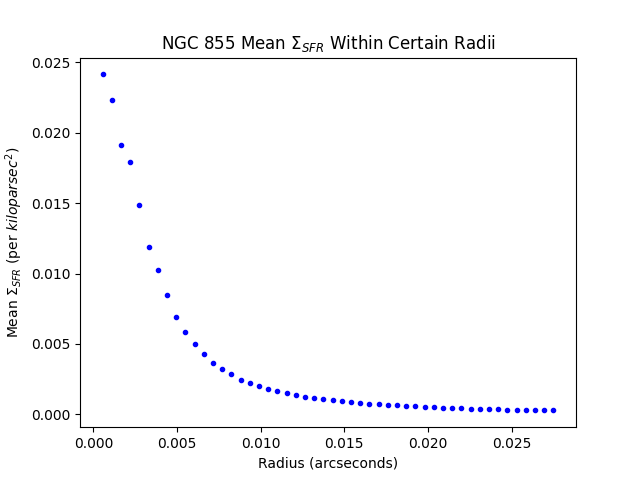 NGC 855 Mean Σ_SFR Within Certain Radii
Mean Σ_SFR (per kiloparsec²)
0.025
0.020
0.015
0.010
0.005
0.000
0.000 0.005 0.010 0.015 0.020 0.025
Radius (arcseconds)